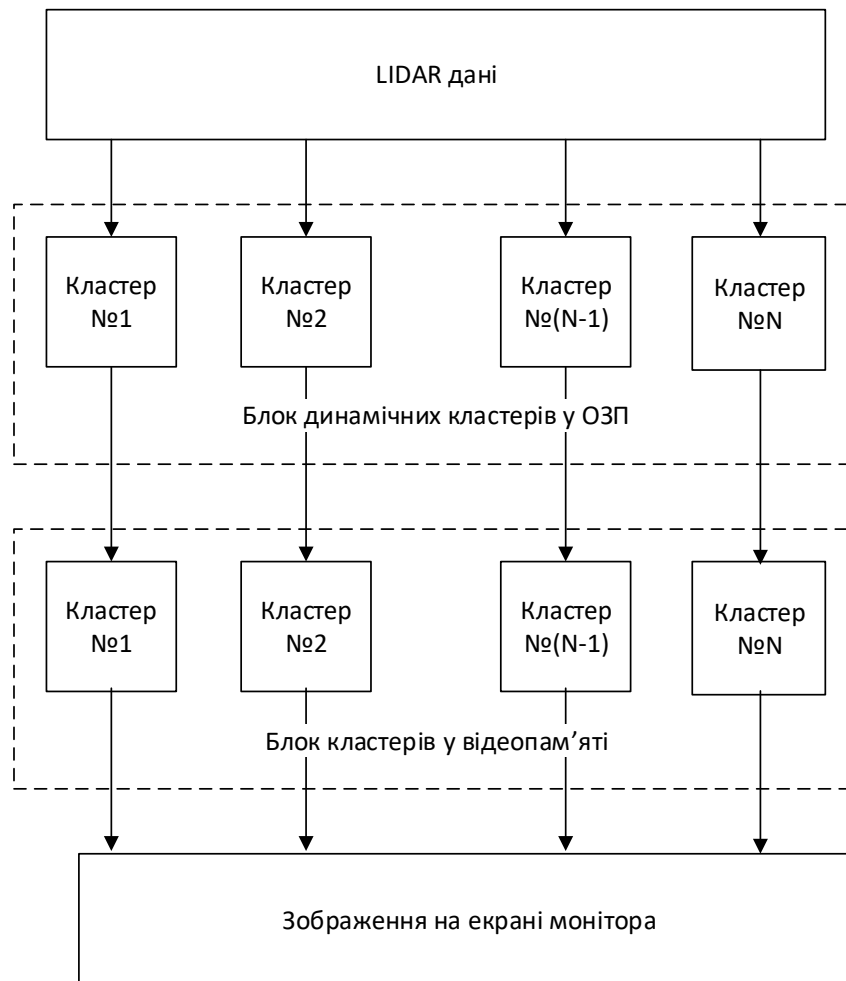 LIDAR дані
Кластер
№1
Кластер
№2
Кластер
№(N-1)
Кластер
№N
Блок динамічних кластерів у ОЗП
Кластер
№1
Кластер
№2
Кластер
№(N-1)
Кластер
№N
Блок кластерів у відеопам’яті
Зображення на екрані монітора